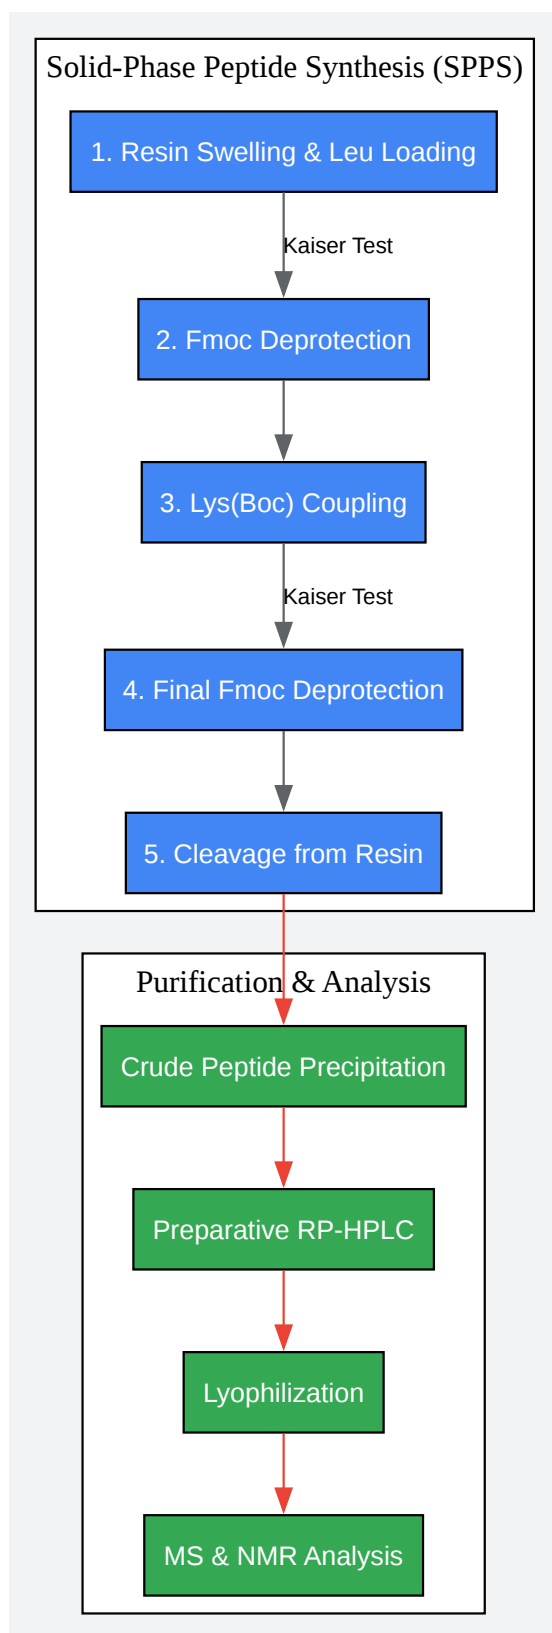 Solid-Phase Peptide Synthesis (SPPS)
1. Resin Swelling & Leu Loading
Kaiser Test
2. Fmoc Deprotection
3. Lys(Boc) Coupling
Kaiser Test
4. Final Fmoc Deprotection
5. Cleavage from Resin
Purification & Analysis
Crude Peptide Precipitation
Preparative RP-HPLC
Lyophilization
MS & NMR Analysis